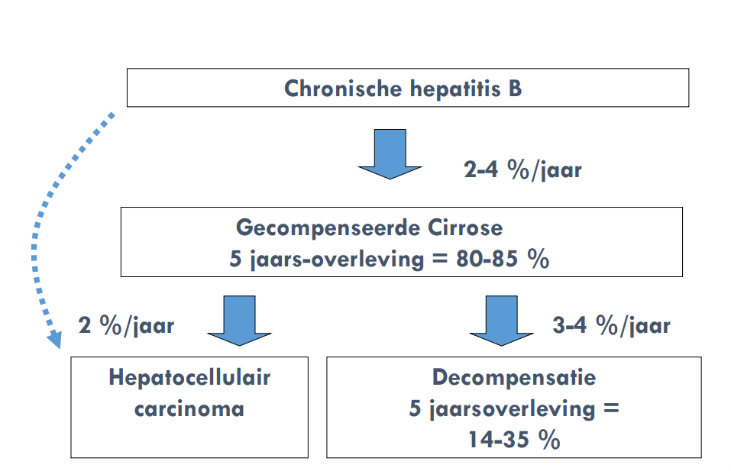 Chronische hepatitis B
2-4 %/jaar
Gecompenseerde Cirrose
5 jaars-overleving = 80-85 %
2 %/jaar
3-4 %/jaar
Hepatocellulair
carcinoma
Decompensatie
5 jaarsoverleving =
14-35 %